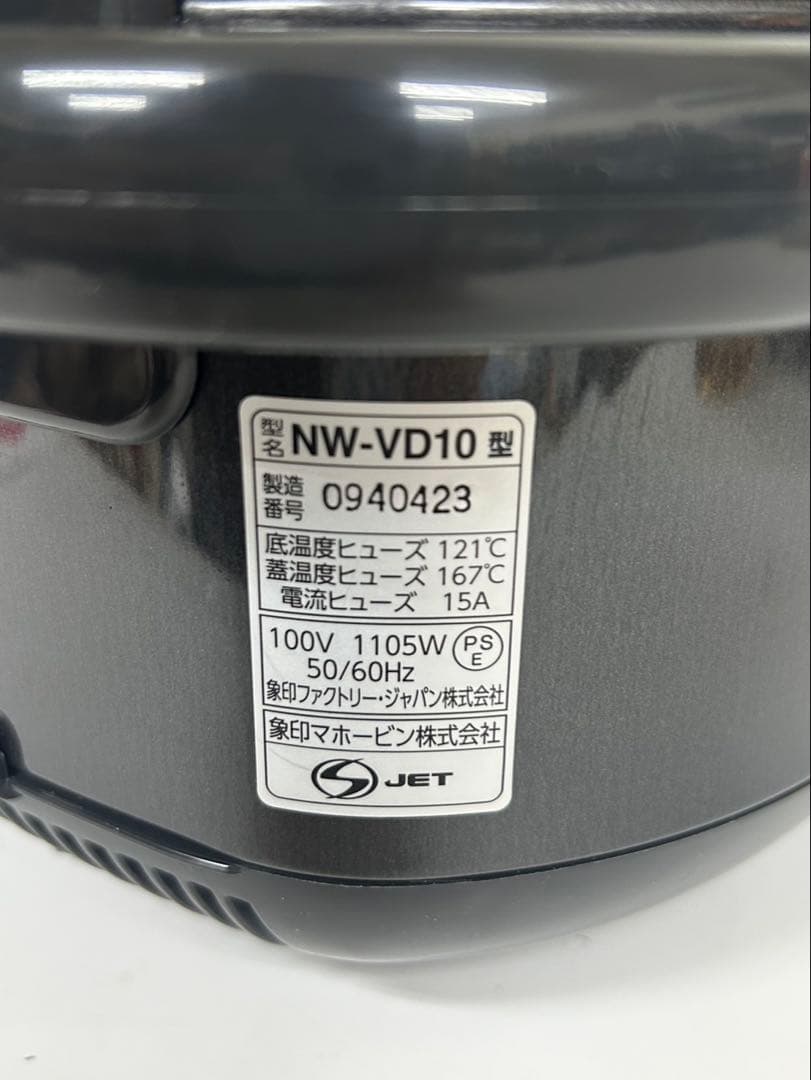 型名 NW-VD10 型
製造番号 0940423
底温度ヒューズ 121℃
蓋温度ヒューズ 167℃
電流ヒューズ 15A
100V 1105W PSE
50/60Hz
象印ファクトリー・ジャパン株式会社
象印マホービン株式会社
S JET